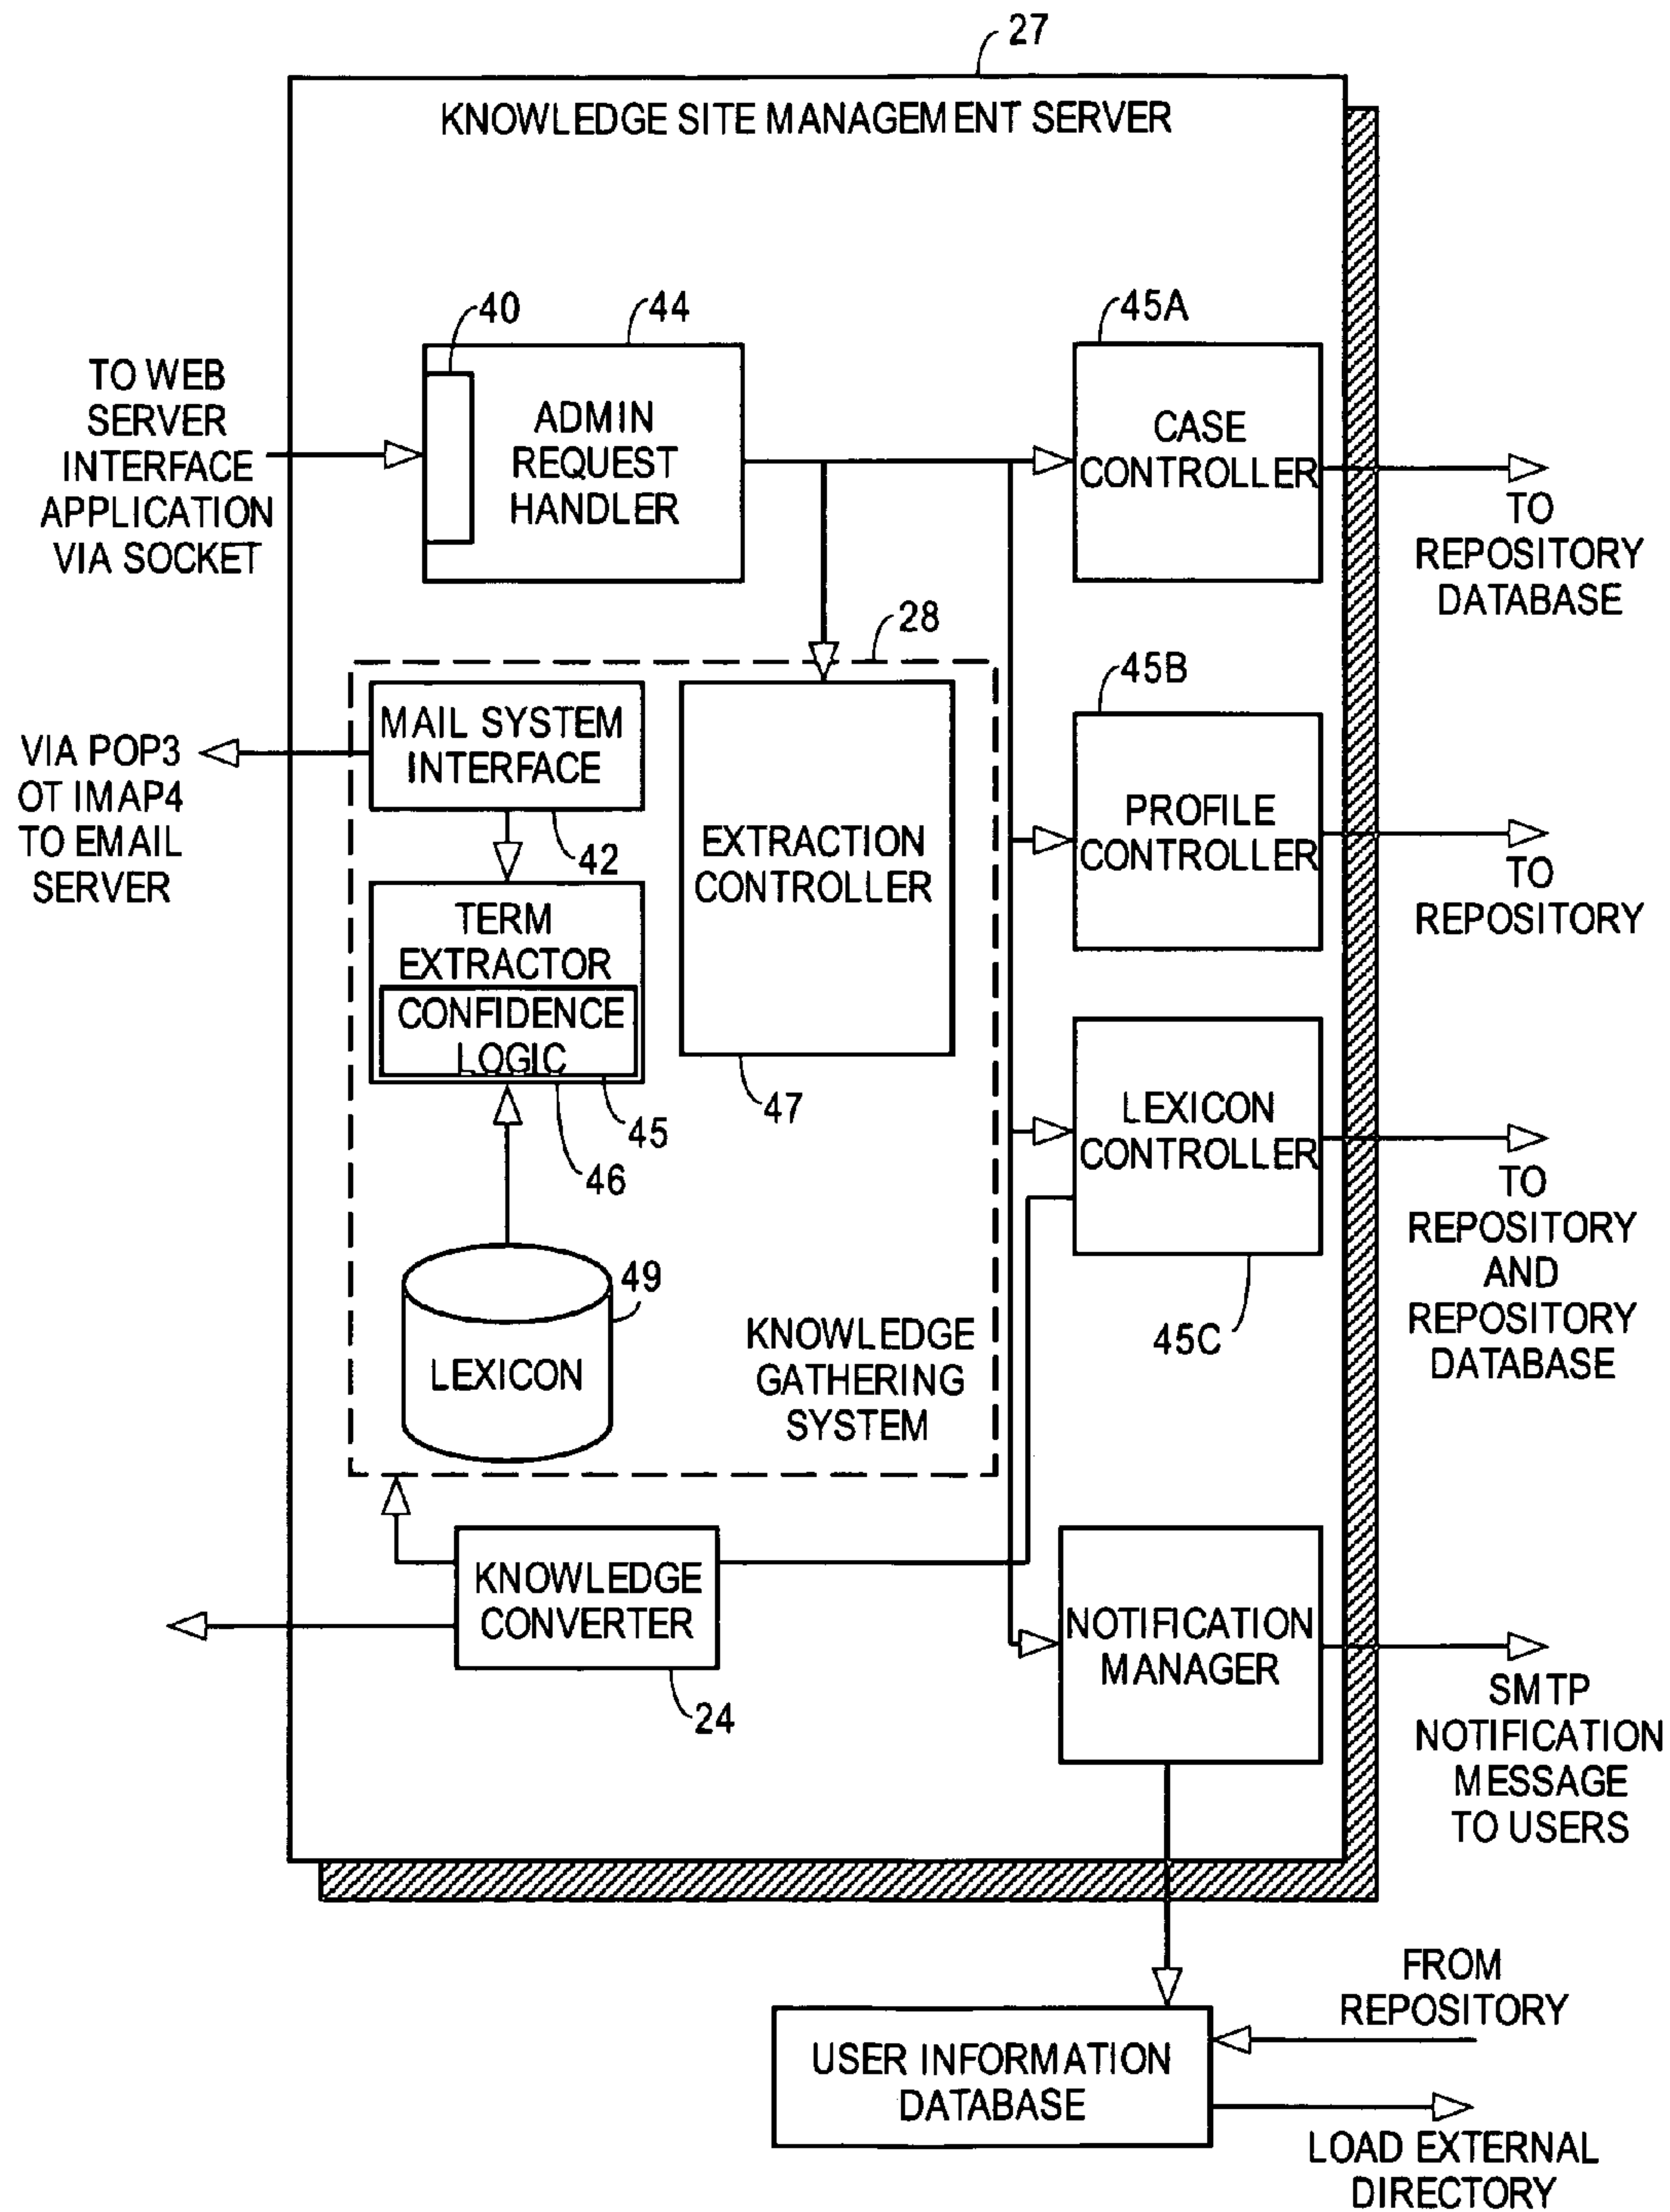 27
KNOWLEDGE SITE MANAGEMENT SERVER
40
44
45A
TO WEB
SERVER
INTERFACE
APPLICATION
VIA SOCKET
ADMIN
REQUEST
HANDLER
CASE
CONTROLLER
TO
REPOSITORY
DATABASE
28
45B
MAIL SYSTEM
INTERFACE
VIA POP3
OT IMAP4
TO EMAIL
SERVER
42
EXTRACTION
CONTROLLER
PROFILE
CONTROLLER
TO
REPOSITORY
TERM
EXTRACTOR
CONFIDENCE
LOGIC
45
46
47
LEXICON
CONTROLLER
TO
REPOSITORY
AND
REPOSITORY
DATABASE
45C
49
LEXICON
KNOWLEDGE
GATHERING
SYSTEM
KNOWLEDGE
CONVERTER
24
NOTIFICATION
MANAGER
SMTP
NOTIFICATION
MESSAGE
TO USERS
FROM
REPOSITORY
USER INFORMATION
DATABASE
LOAD EXTERNAL
DIRECTORY